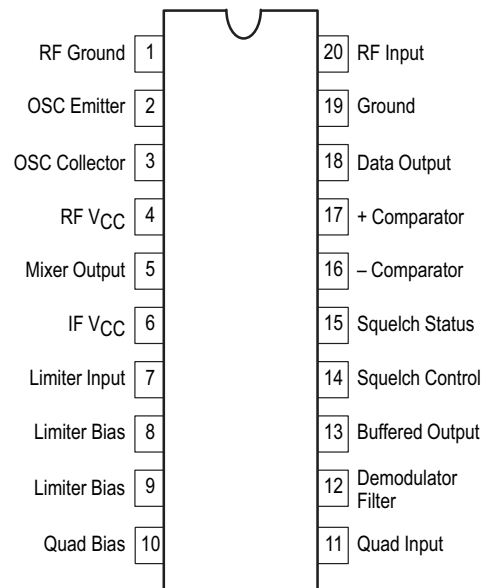 RF Ground 1
20 RF Input
OSC Emitter 2
19 Ground
OSC Collector 3
18 Data Output
RF VCC 4
17 + Comparator
Mixer Output 5
16 – Comparator
IF VCC 6
15 Squelch Status
Limiter Input 7
14 Squelch Control
Limiter Bias 8
13 Buffered Output
Limiter Bias 9
12 Demodulator
Filter
Quad Bias 10
11 Quad Input